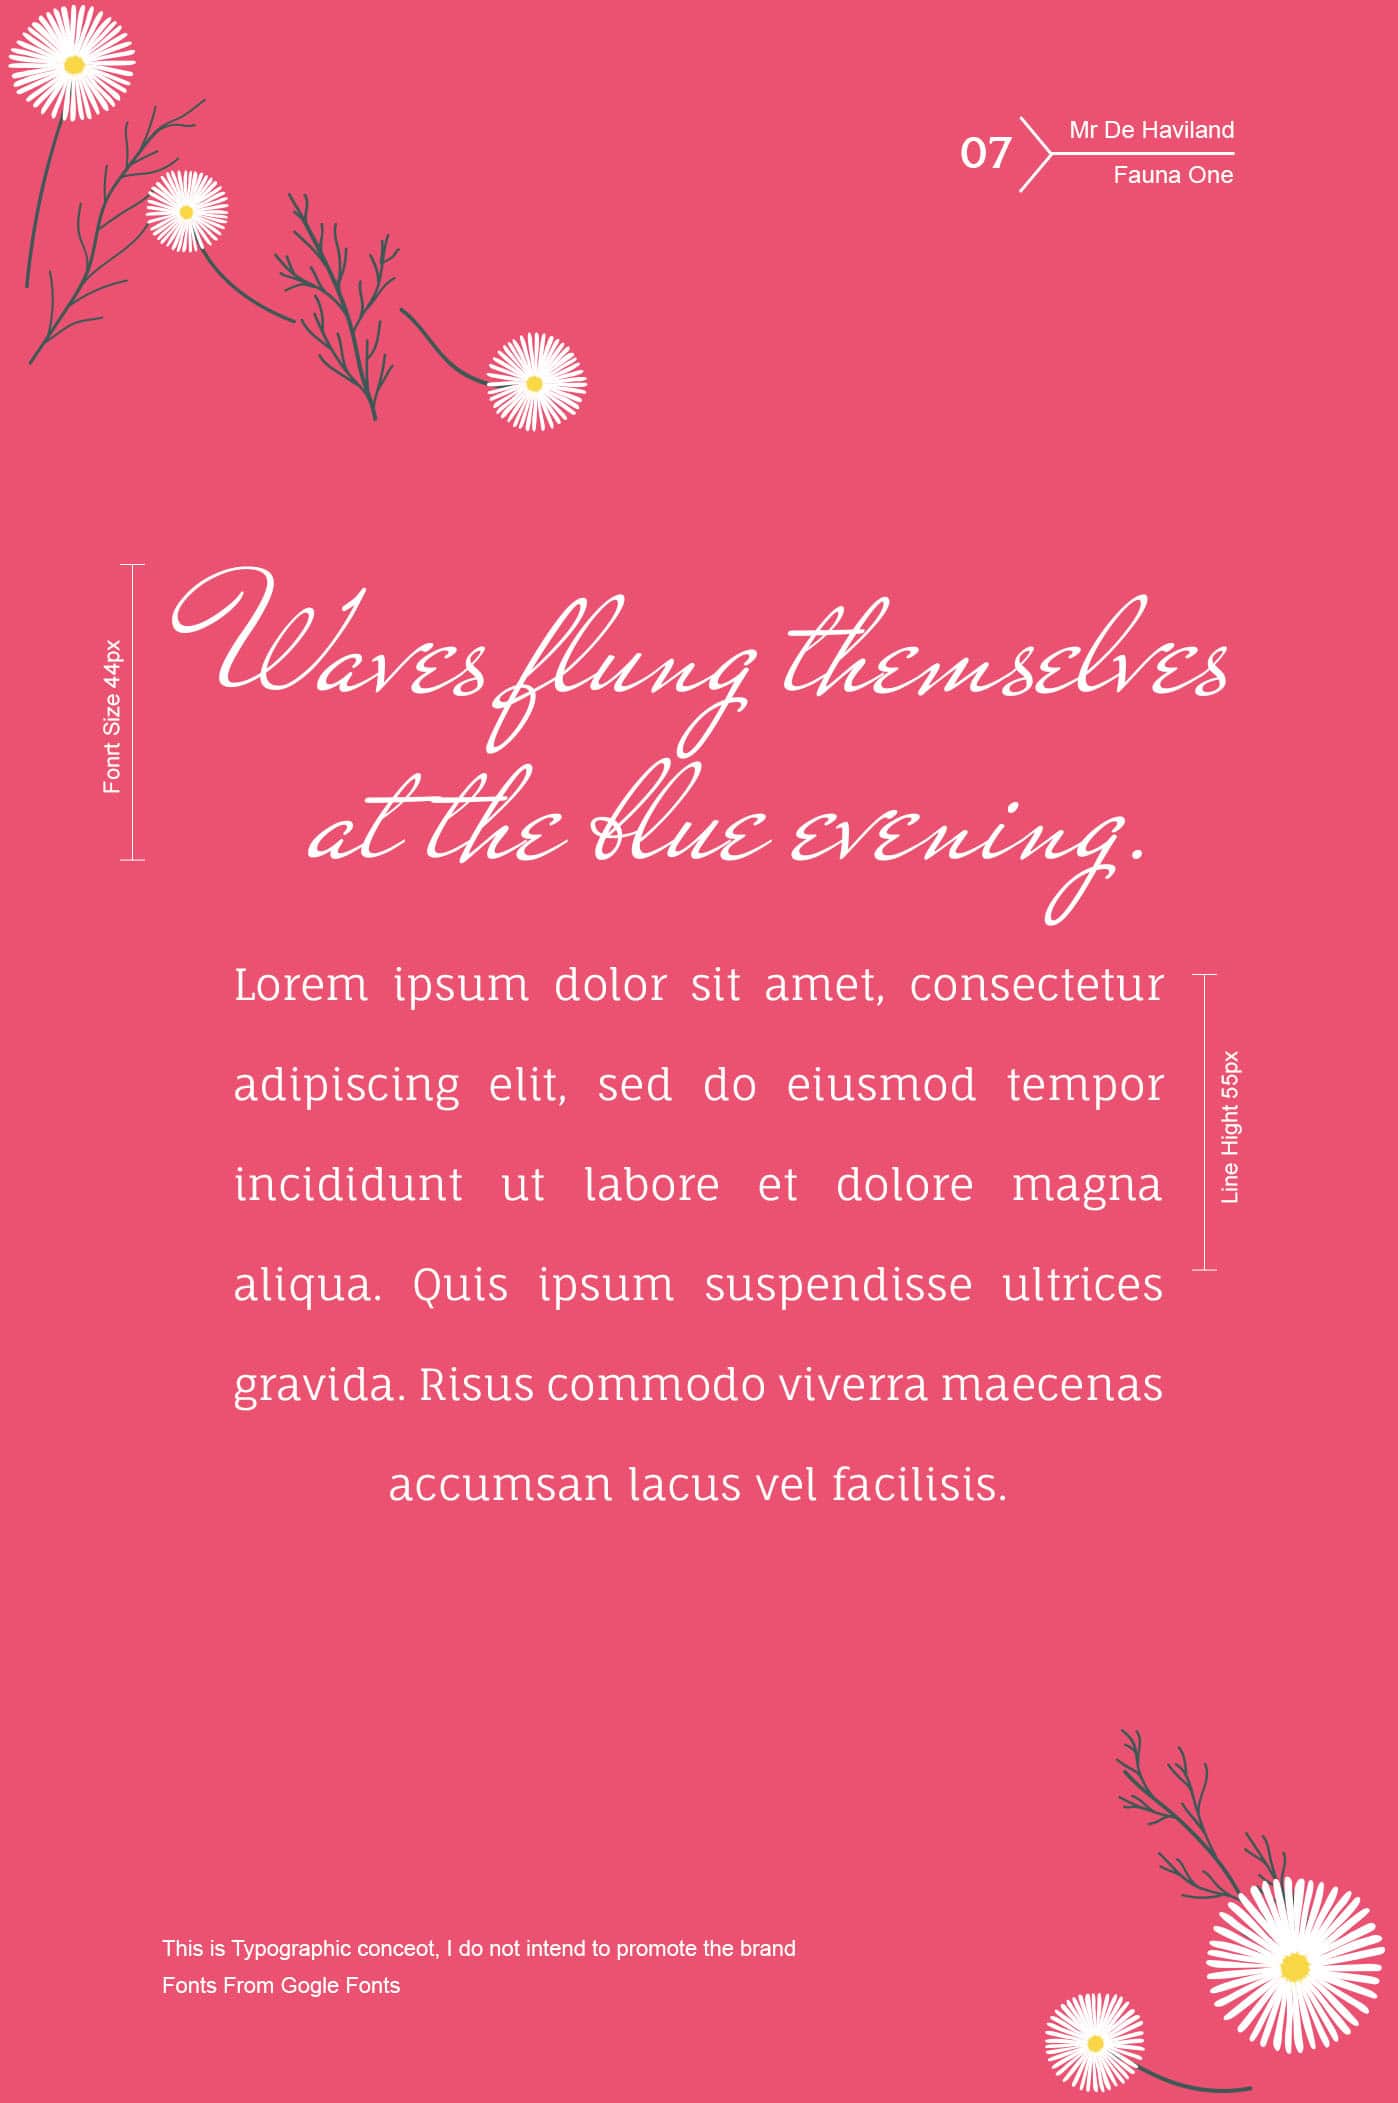 07
Mr De Haviland
Fauna One
Fonrt Size 44px
Waves flung themselves
at the blue evening.
Lorem ipsum dolor sit amet, consectetur
adipiscing elit, sed do eiusmod tempor
incididunt ut labore et dolore magna
aliqua. Quis ipsum suspendisse ultrices
gravida. Risus commodo viverra maecenas
accumsan lacus vel facilisis.
Line Hight 55px
This is Typographic conceot, I do not intend to promote the brand
Fonts From Gogle Fonts